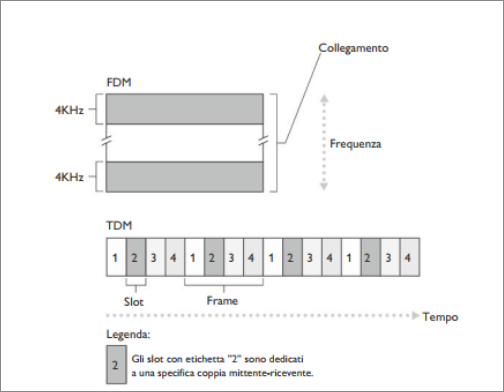 Collegamento
FDM
4KHz
Frequenza
4KHz
TDM
1 2 3 4 1 2 3 4 1 2 3 4 1 2 3 4
Slot Frame
Tempo
Legenda:
2 Gli slot con etichetta "2" sono dedicati
a una specifica coppia mittente-ricevente.